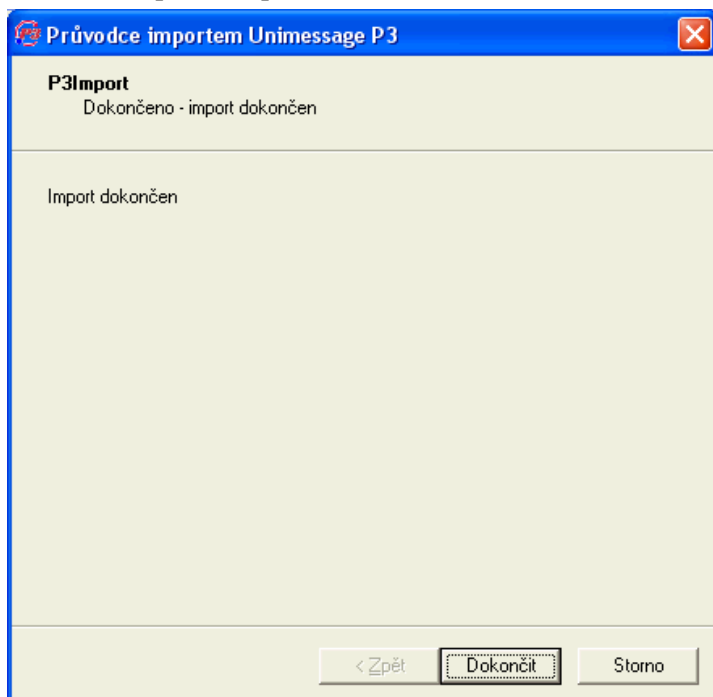 Průvodce importem Unimessage P3
P3Import
Dokončeno - import dokončen
Import dokončen
< Zpět
Dokončit
Storno